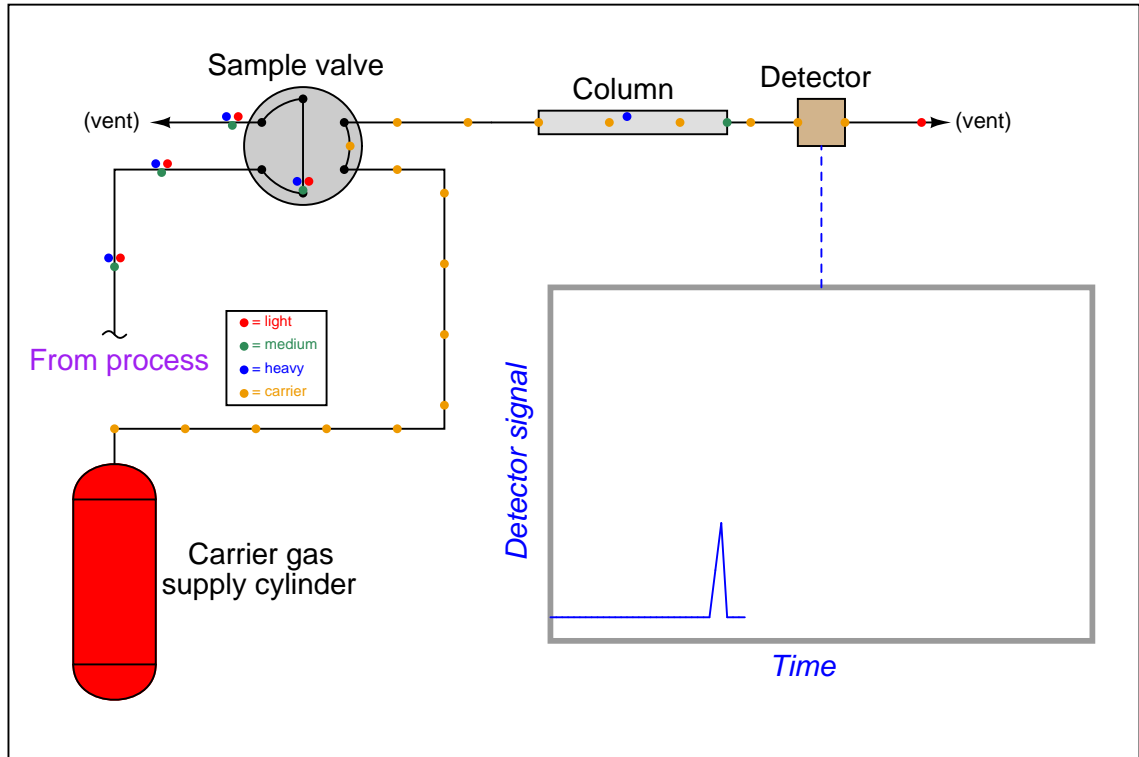 Sample valve
Column
Detector
(vent)
(vent)
From process
= light
= medium
= heavy
= carrier
Detector signal
Carrier gas
supply cylinder
Time